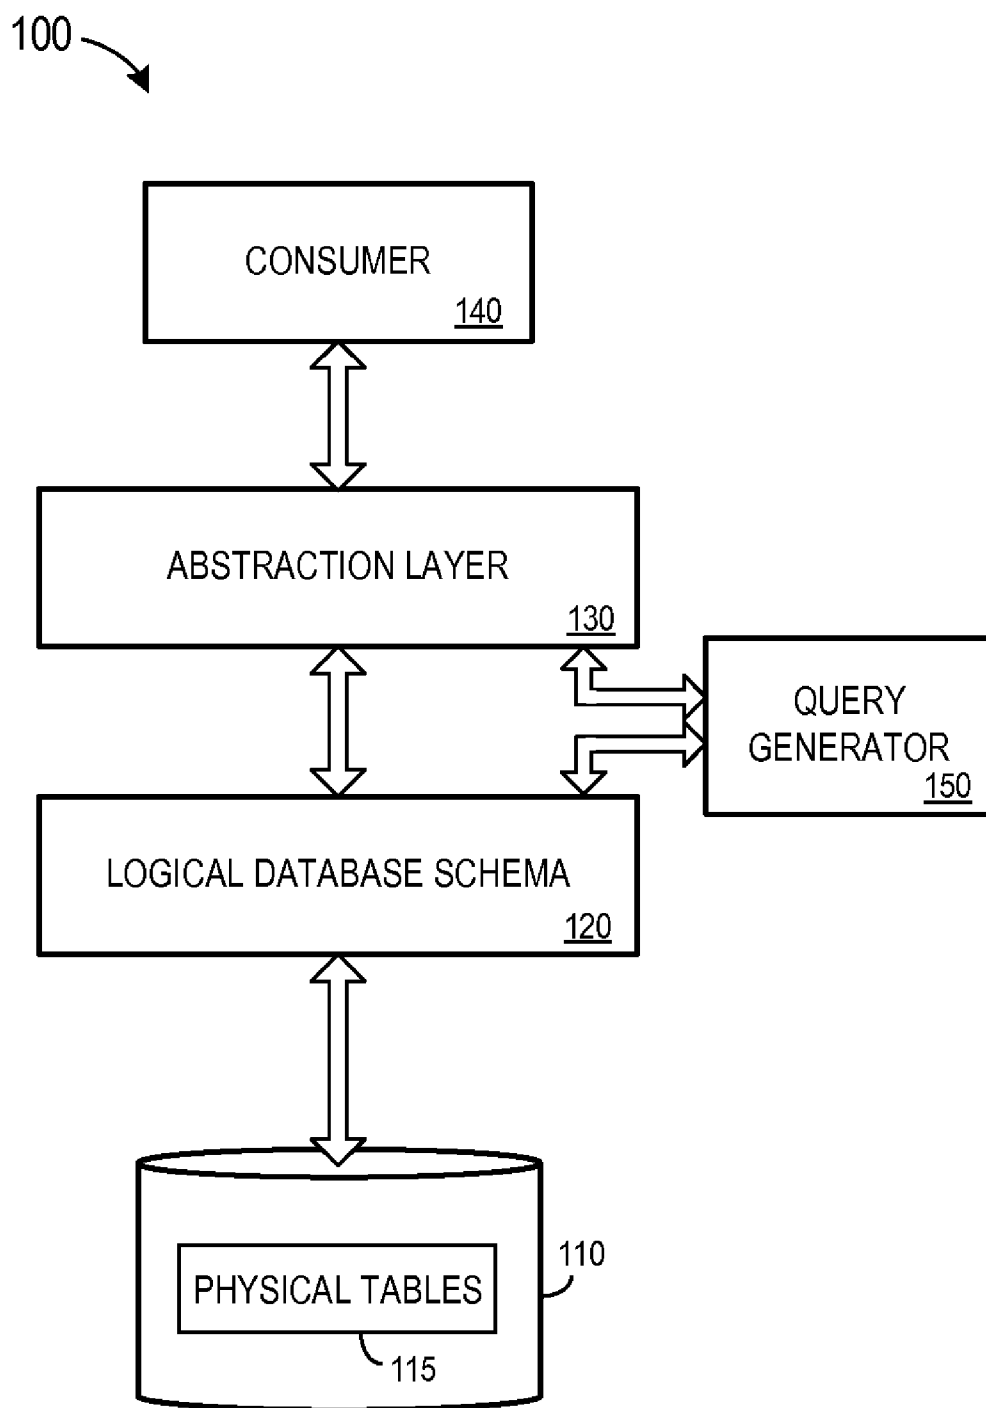 100
CONSUMER
140
ABSTRACTION LAYER
130
QUERY
GENERATOR
150
LOGICAL DATABASE SCHEMA
120
110
PHYSICAL TABLES
115